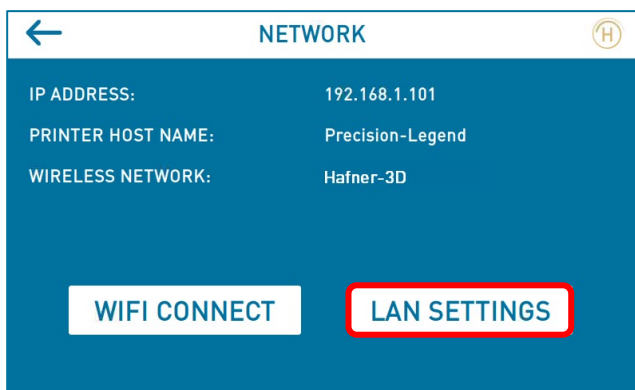 NETWORK
H
IP ADDRESS: 192.168.1.101
PRINTER HOST NAME: Precision-Legend
WIRELESS NETWORK: Hafner-3D
WIFI CONNECT LAN SETTINGS